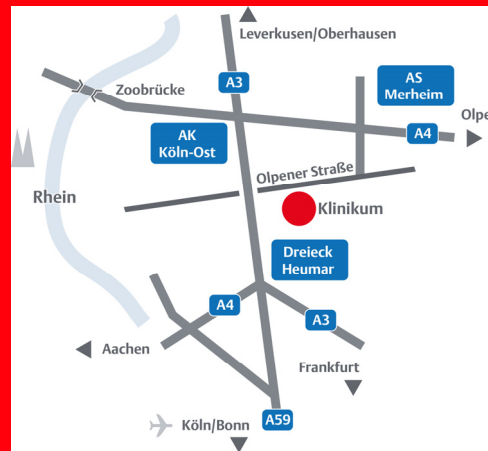 Leverkusen/Oberhausen
A3
AS
Merheim
Zoobrücke
Olpe
A4
AK
Köln-Ost
Olpener Straße
Rhein
Klinikum
Dreieck
Heumar
A4
A3
Aachen
Frankfurt
Köln/Bonn
A59